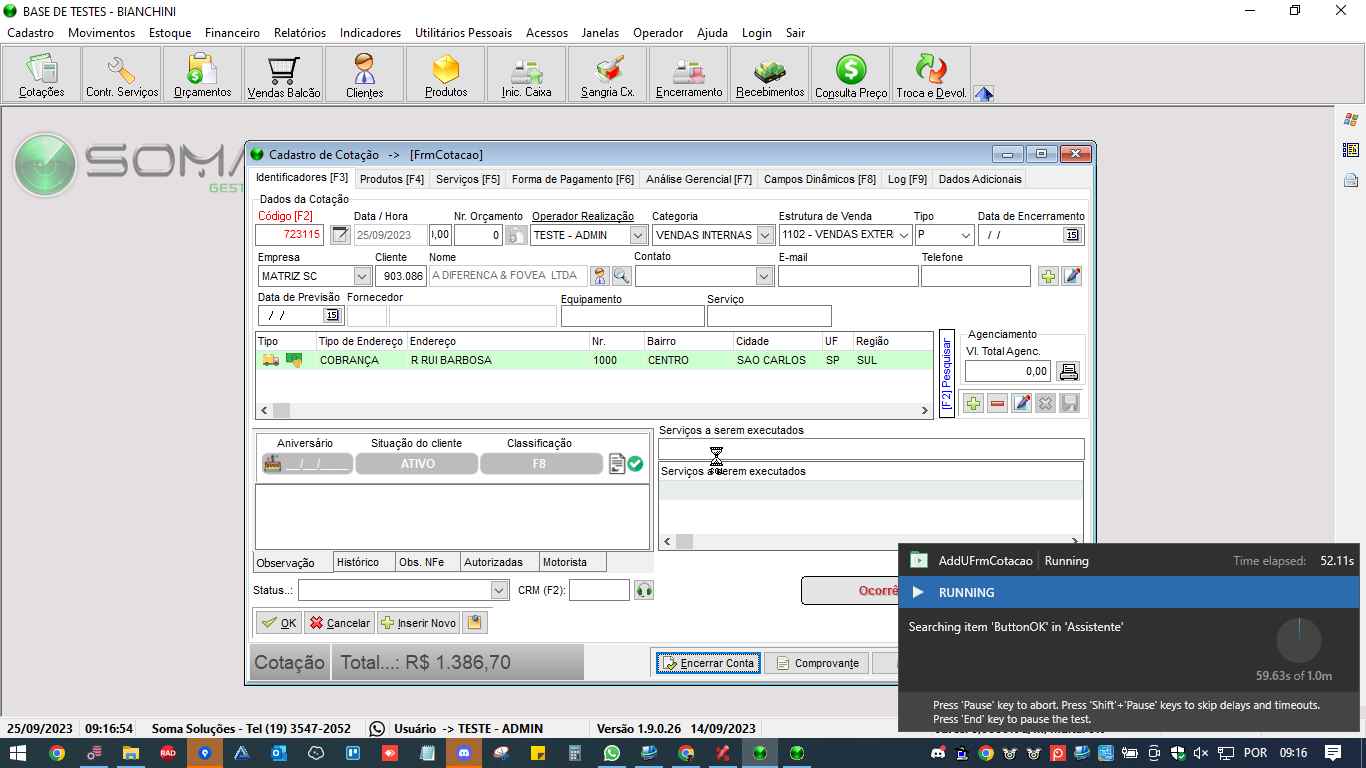 BASE DE TESTES - BIANCHINI
Cadastro Movimentos Estoque Financeiro Relatórios Indicadores Utilitários Pessoais Acessos Janelas Operador Ajuda Login Sair
Cotações Contr. Serviços Orçamentos Vendas Balcão Clientes Produtos Inic. Caixa Sangria Cx. Encerramento Recebimentos Consulta Preço Troca e Devol.
SOMA
GEST
Cadastro de Cotação -> [FrmCotacao]
Identificadores [F3] Produtos [F4] Serviços [F5] Forma de Pagamento [F6] Análise Gerencial [F7] Campos Dinâmicos [F8] Log [F9] Dados Adicionais
Dados da Cotação
Código [F2] Data / Hora Nr. Orçamento Operador Realização Categoria Estrutura de Venda Tipo Data de Encerramento
723115 25/09/2023 0 TESTE - ADMIN VENDAS INTERNAS 1102 - VENDAS EXTER P / / 15
Empresa Cliente Nome Contato E-mail Telefone
MATRIZ SC 903.086 A DIFERENCA & FOVEA LTDA
Data de Previsão Fornecedor Equipamento Serviço
/ / 15
Tipo Tipo de Endereço Endereço Nr. Bairro Cidade UF Região
COBRANÇA R RUI BARBOSA 1000 CENTRO SAO CARLOS SP SUL
[F2] Pesquisar
Agenciamento
Vl. Total Agenc.
0,00
Aniversário Situação do cliente Classificação
__/__/____ ATIVO F8
Serviços a serem executados
Serviços a serem executados
Observação Histórico Obs. NFe Autorizadas Motorista
Status..: CRM (F2):
Ocorrê
OK Cancelar Inserir Novo
Cotação Total...: R$ 1.386,70
Encerrar Conta Comprovante
AddUFrmCotacao Running Time elapsed: 52.11s
RUNNING
Searching item 'ButtonOK' in 'Assistente'
59.63s of 1.0m
Press 'Pause' key to abort. Press 'Shift'+'Pause' keys to skip delays and timeouts.
Press 'End' key to pause the test.
25/09/2023 09:16:54 Soma Soluções - Tel (19) 3547-2052 Usuário -> TESTE - ADMIN Versão 1.9.0.26 14/09/2023
RAD
POR 09:16